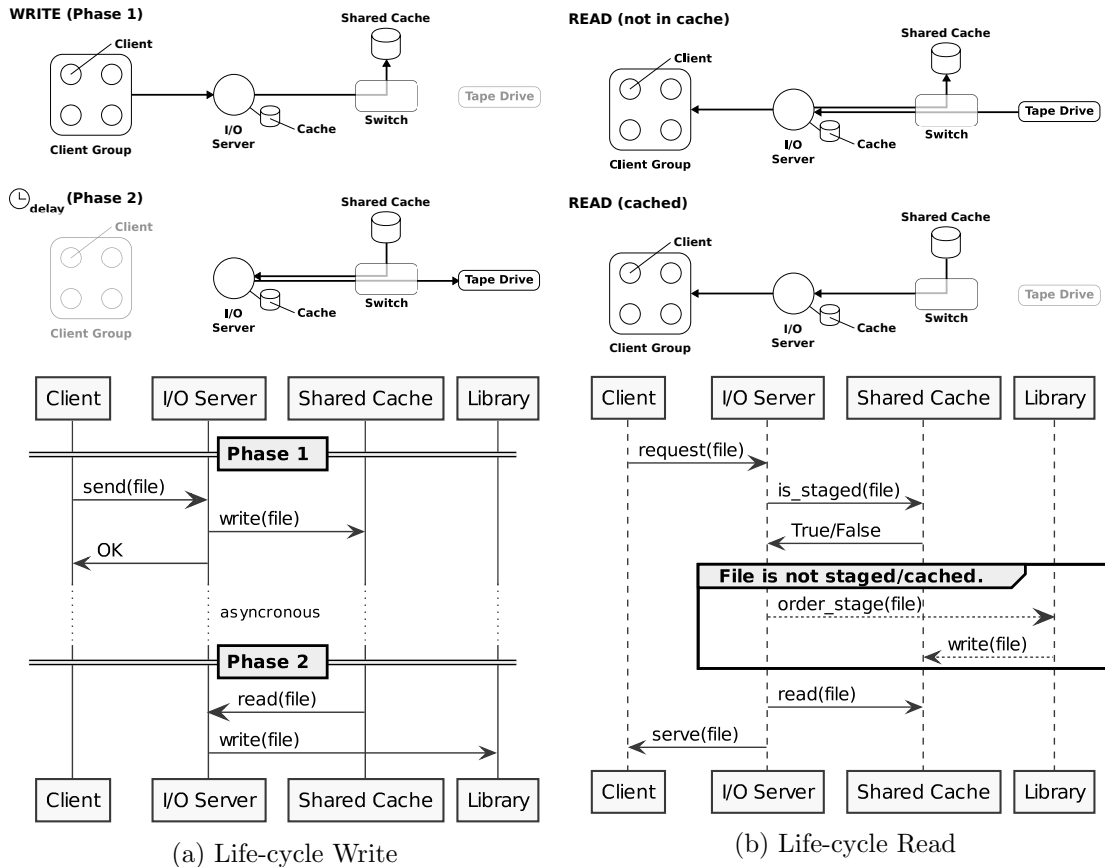 WRITE (Phase 1)
Shared Cache
Client
Tape Drive
I/O
Server
Cache
Switch
Client Group
delay (Phase 2)
Shared Cache
Client
Tape Drive
Switch
I/O
Server
Cache
Client Group
Client
I/O Server
Shared Cache
Library
Phase 1
send(file)
write(file)
OK
asyncronous
Phase 2
read(file)
write(file)
Client
I/O Server
Shared Cache
Library
(a) Life-cycle Write
READ (not in cache)
Shared Cache
Client
Tape Drive
Switch
I/O
Server
Cache
Client Group
READ (cached)
Shared Cache
Client
Tape Drive
Switch
I/O
Server
Cache
Client Group
Client
I/O Server
Shared Cache
Library
request(file)
is_staged(file)
True/False
File is not staged/cached.
order_stage(file)
write(file)
read(file)
serve(file)
Client
I/O Server
Shared Cache
Library
(b) Life-cycle Read